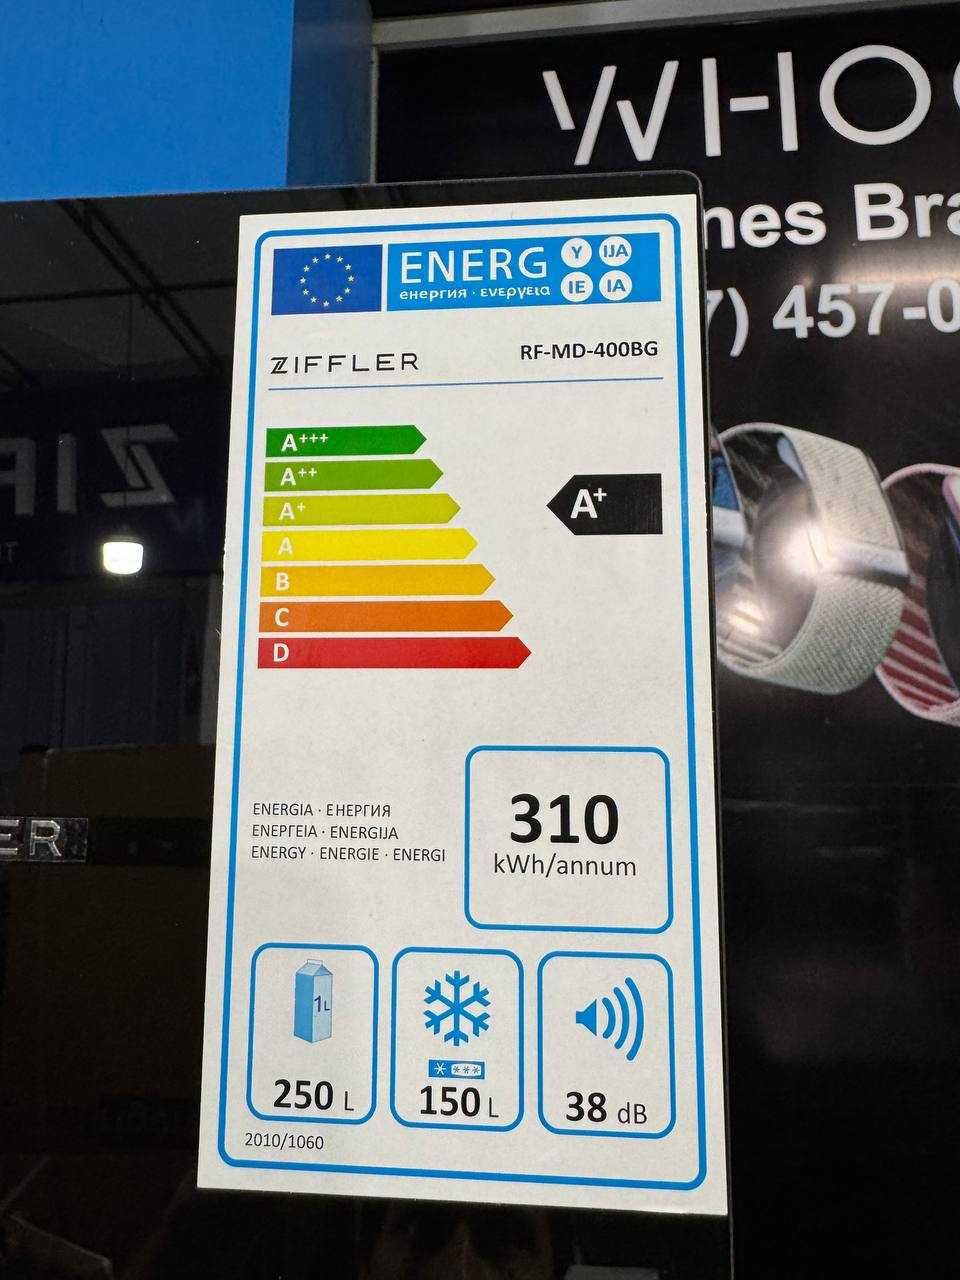 ENERG
Y IJA
IE IA
енергия · ενεργεια
ZIFFLER
RF-MD-400BG
A+++
A++
A+
A
B
C
D
A+
ENERGIA · ЕНЕРГИЯ
ΕΝΕΡΓΕΙΑ · ENERGIJA
ENERGY · ENERGIE · ENERGI
310
kWh/annum
1L
250 L
150 L
38 dB
2010/1060